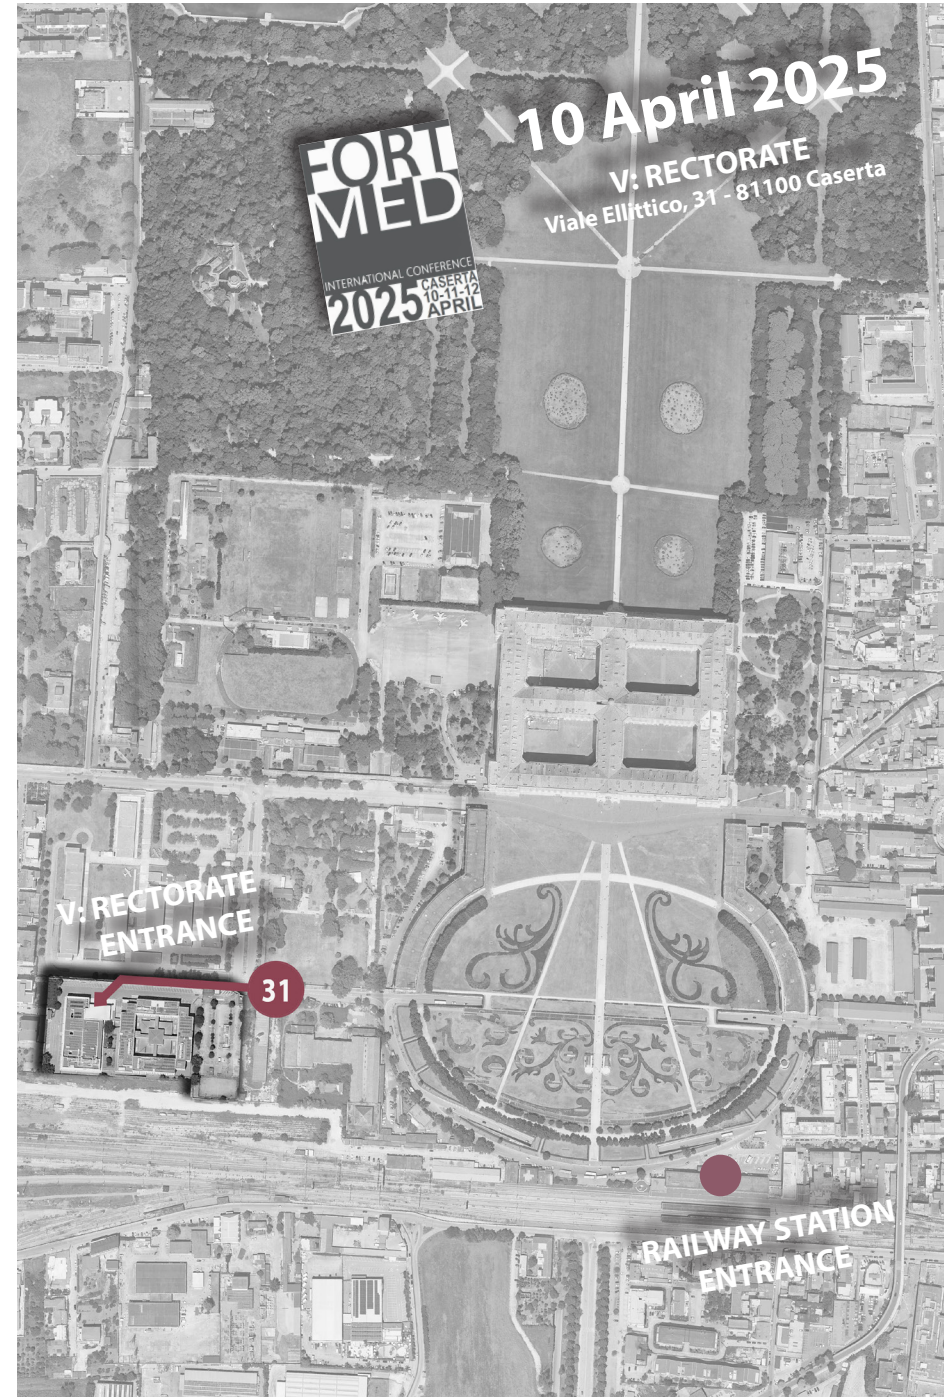 10 April 2025
V: RECTORATE
Viale Ellittico, 31 - 81100 Caserta
FORT
MED
INTERNATIONAL CONFERENCE
2025
CASERTA
10-11-12
APRIL
V: RECTORATE
ENTRANCE
31
RAILWAY STATION
ENTRANCE